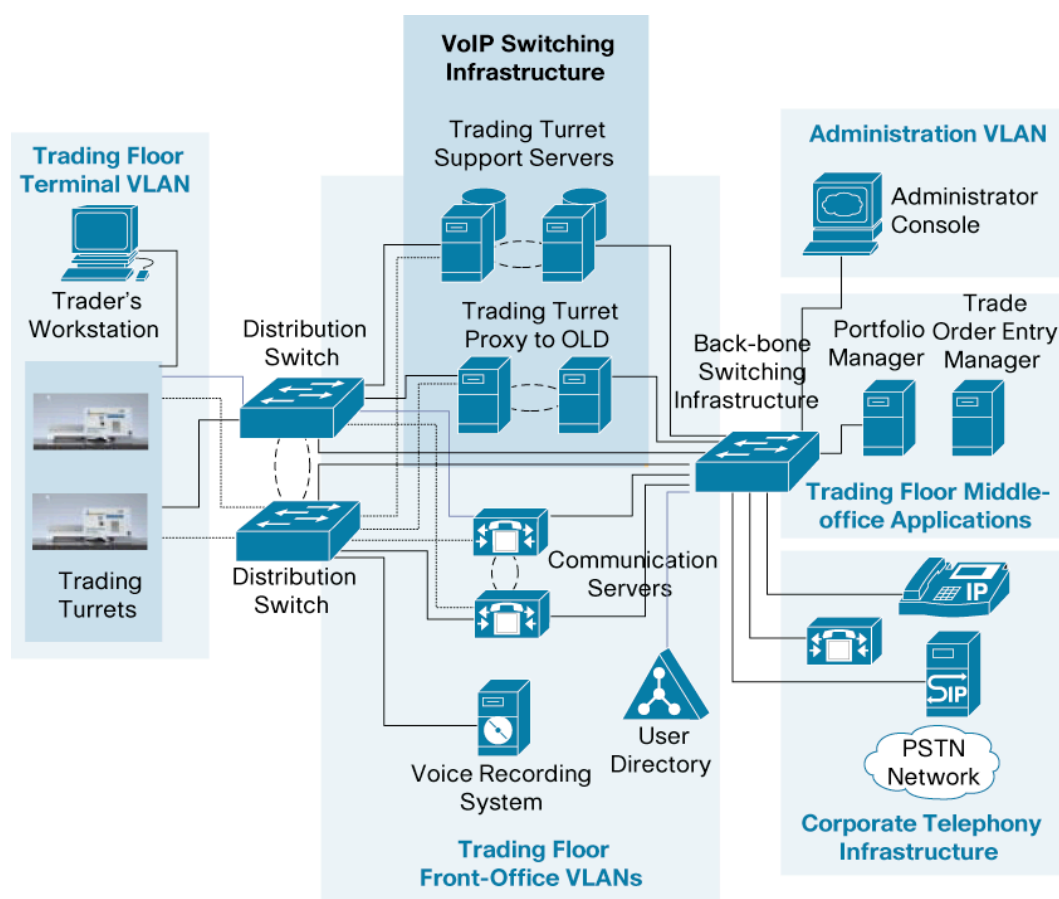 VoIP Switching
Infrastructure
Trading Turret
Support Servers
Trading Floor
Terminal VLAN
Trader's
Workstation
Distribution
Switch
Trading Turret
Proxy to OLD
Back-bone
Switching
Infrastructure
Administration VLAN
Administrator
Console
Portfolio
Manager
Trade
Order Entry
Manager
Trading Floor Middle-
office Applications
Trading
Turrets
Distribution
Switch
Communication
Servers
IP
SIP
PSTN
Network
Corporate Telephony
Infrastructure
Voice Recording
System
User
Directory
Trading Floor
Front-Office VLANs